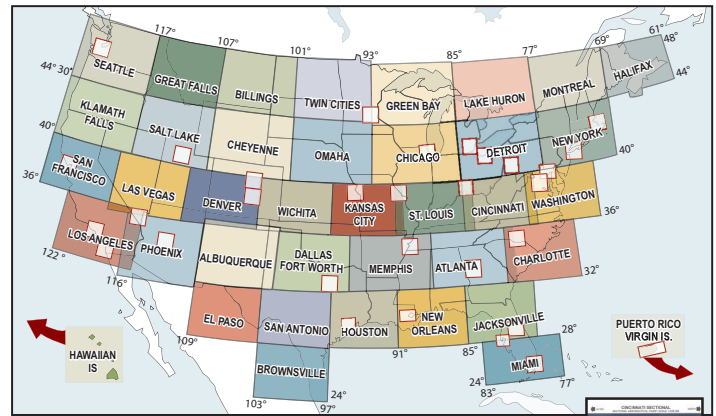 117°
107°
101°
93°
85°
77°
69°
61°
48°
44°
44° 30'
SEATTLE
GREAT FALLS
BILLINGS
TWIN CITIES
GREEN BAY
LAKE HURON
MONTREAL
HALIFAX
40°
KLAMATH
FALLS
SALT LAKE
CHEYENNE
OMAHA
CHICAGO
DETROIT
NEW YORK
40°
36°
SAN
FRANCISCO
LAS VEGAS
DENVER
WICHITA
KANSAS
CITY
ST. LOUIS
CINCINNATI
WASHINGTON
36°
LOS ANGELES
PHOENIX
ALBUQUERQUE
DALLAS
FORT WORTH
MEMPHIS
ATLANTA
CHARLOTTE
32°
122°
116°
EL PASO
SAN ANTONIO
HOUSTON
NEW
ORLEANS
JACKSONVILLE
28°
109°
91°
85°
BROWNSVILLE
MIAMI
24°
103°
97°
24°
83°
77°
HAWAIIAN
IS
PUERTO RICO
VIRGIN IS.
CINCINNATI SECTIONAL